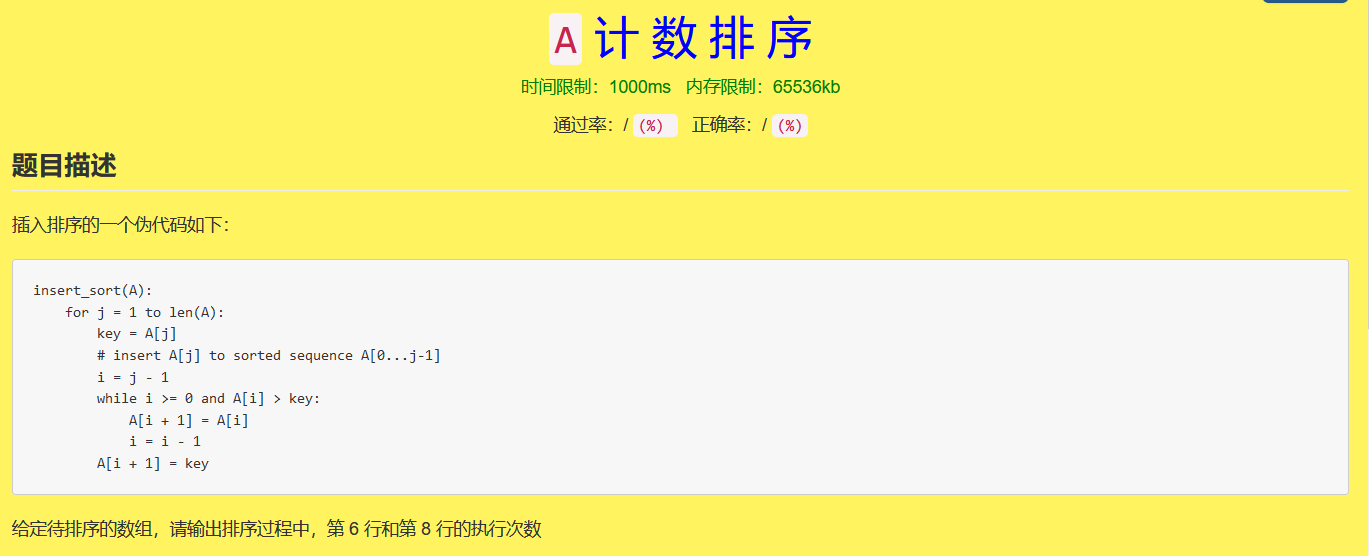 A 计数排序
时间限制：1000ms 内存限制：65536kb
通过率：/ (%) 正确率：/ (%)
题目描述
插入排序的一个伪代码如下：
insert_sort(A):
    for j = 1 to len(A):
        key = A[j]
        # insert A[j] to sorted sequence A[0...j-1]
        i = j - 1
        while i >= 0 and A[i] > key:
            A[i + 1] = A[i]
            i = i - 1
        A[i + 1] = key
给定待排序的数组，请输出排序过程中，第 6 行和第 8 行的执行次数